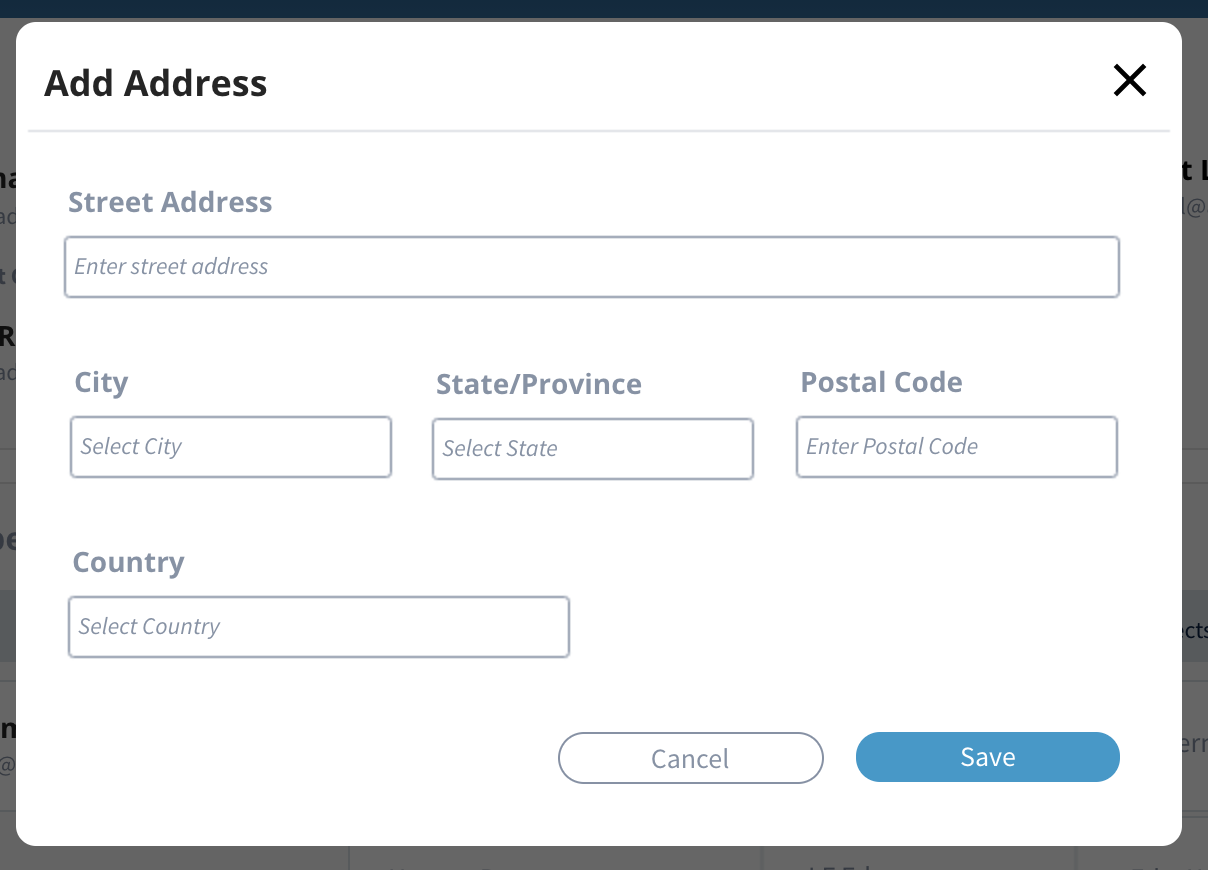 Add Address
Street Address
Enter street address
City
State/Province
Postal Code
Select City
Select State
Enter Postal Code
Country
Select Country
Cancel
Save